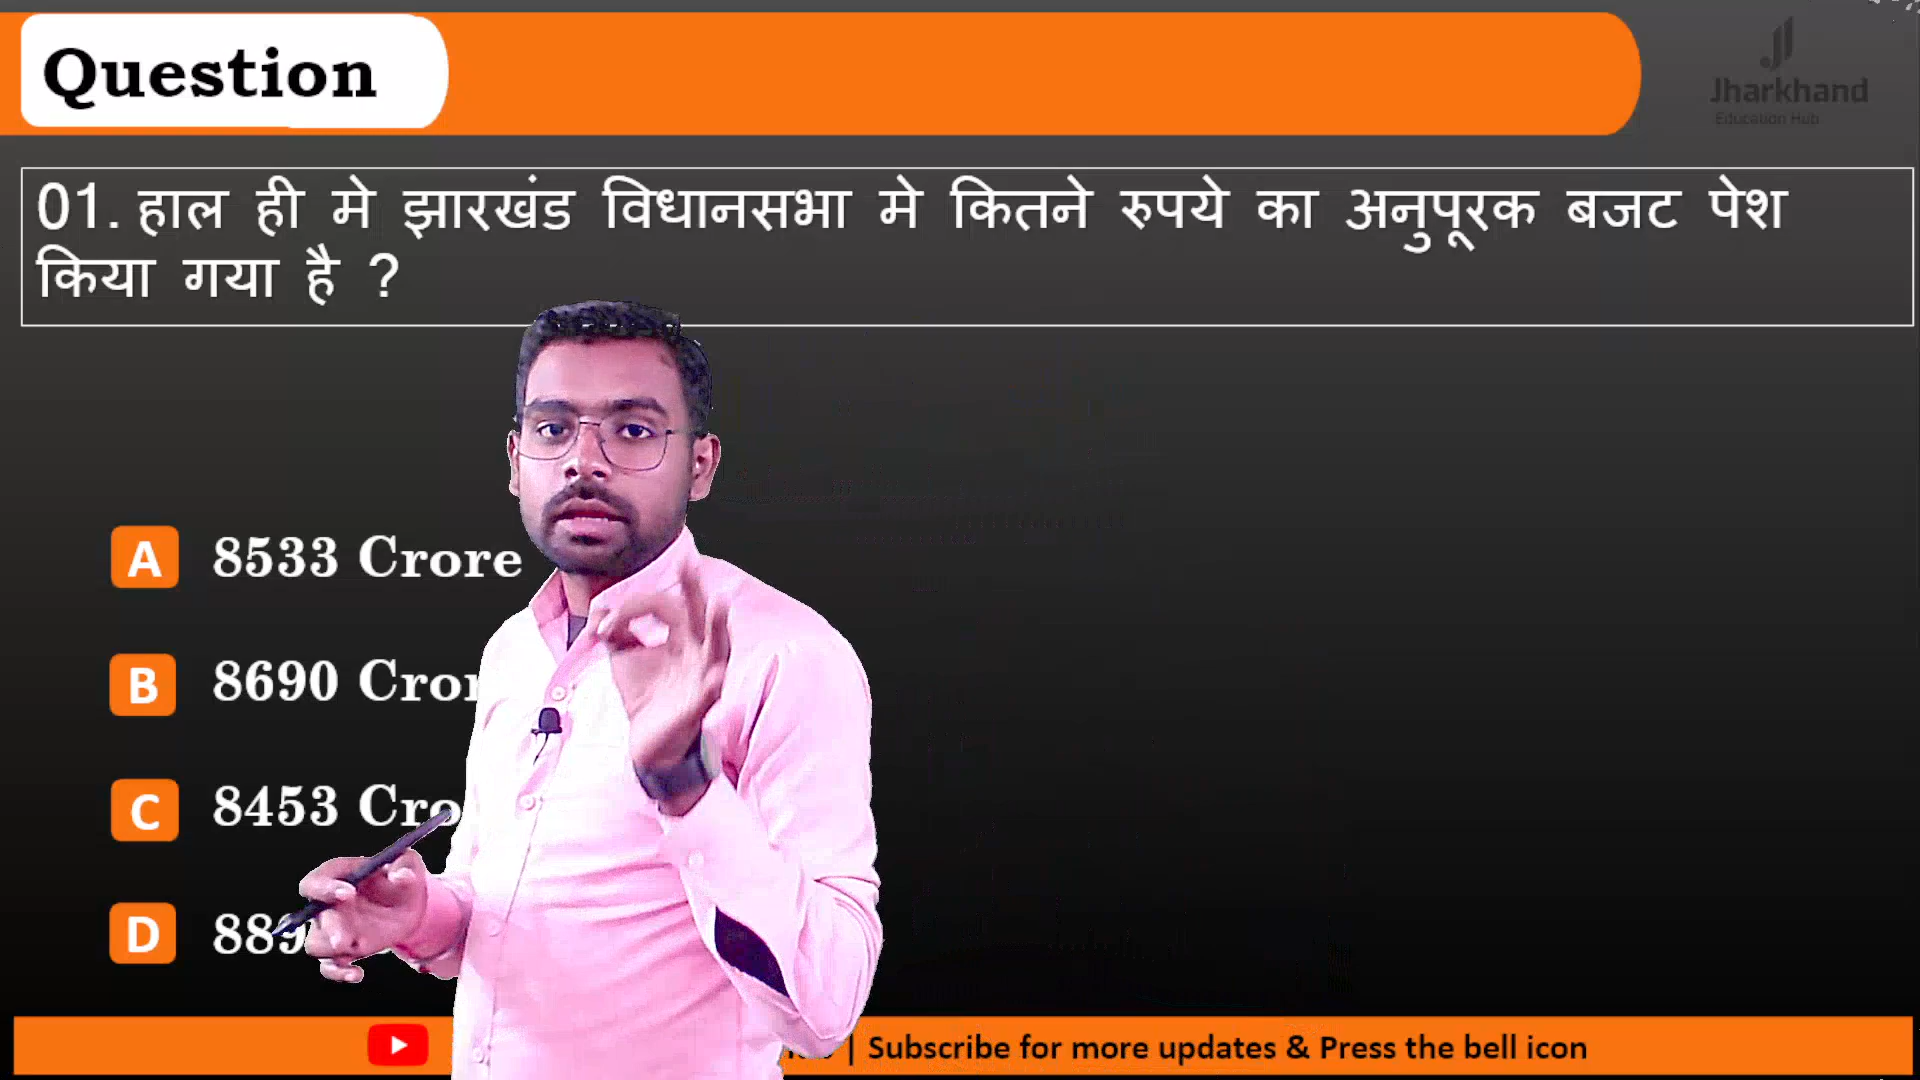 Question
Jharkhand
Education Hub
01. हाल ही मे झारखंड विधानसभा मे कितने रुपये का अनुपूरक बजट पेश
किया गया है ?
A 8533 Crore
B 8690
C 8453
D
| Subscribe for more updates & Press the bell icon